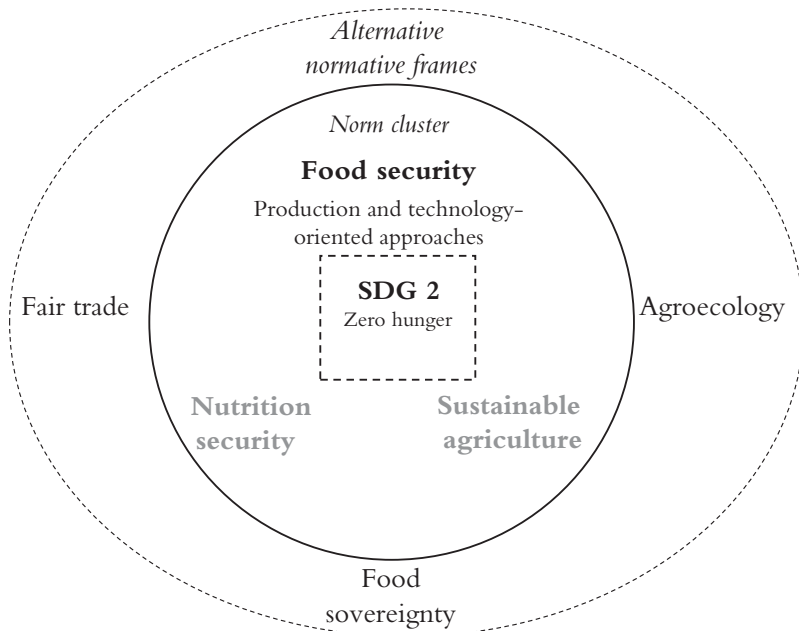 Alternative
normative frames
Norm cluster
Food security
Production and technology-
oriented approaches
SDG 2
Zero hunger
Fair trade
Agroecology
Nutrition
security
Sustainable
agriculture
Food
sovereignty